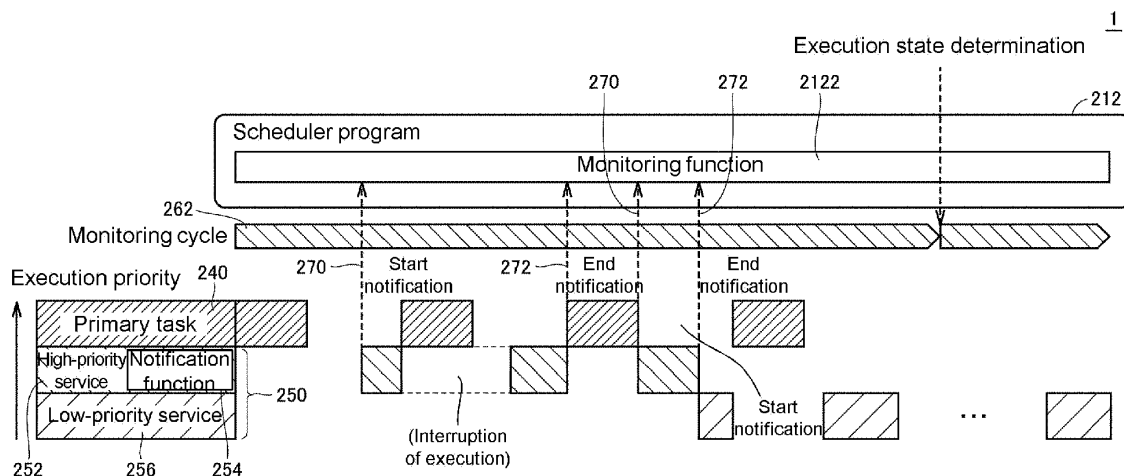 1
Execution state determination
270
2122
272
212
Scheduler program
Monitoring function
262
Monitoring cycle
270
Start
notification
272
End
notification
End
notification
Execution priority
240
Primary task
High-priority
service
Notification
function
250
Low-priority service
Start
notification
...
(Interruption
of execution)
252
256
254